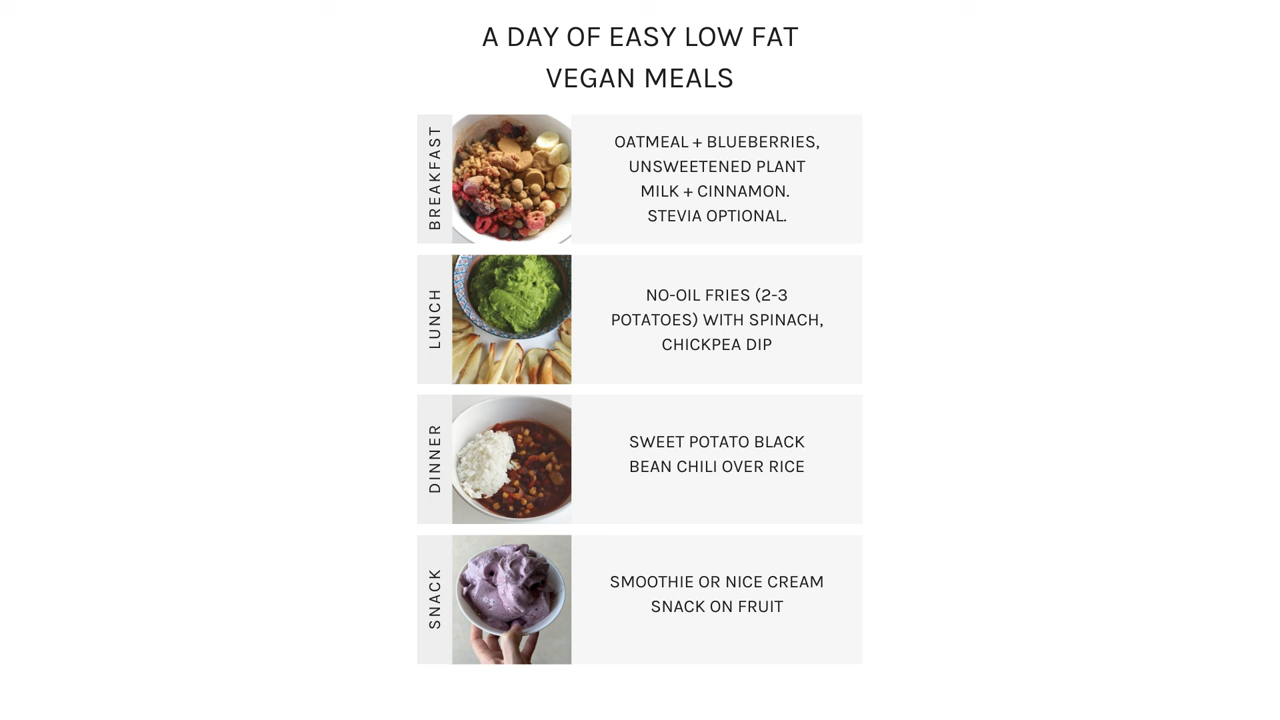 A DAY OF EASY LOW FAT
VEGAN MEALS
BREAKFAST
OATMEAL + BLUEBERRIES,
UNSWEETENED PLANT
MILK + CINNAMON.
STEVIA OPTIONAL.
LUNCH
NO-OIL FRIES (2-3
POTATOES) WITH SPINACH,
CHICKPEA DIP
DINNER
SWEET POTATO BLACK
BEAN CHILI OVER RICE
SNACK
SMOOTHIE OR NICE CREAM
SNACK ON FRUIT